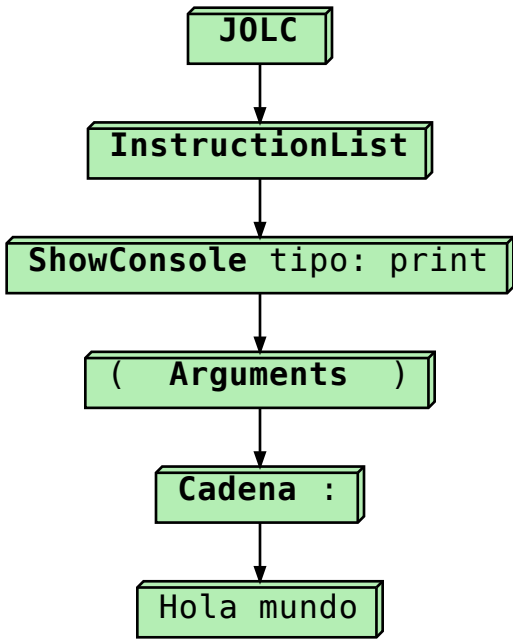 JOLC
InstructionList
ShowConsole tipo: print
( Arguments )
Cadena :
Hola mundo